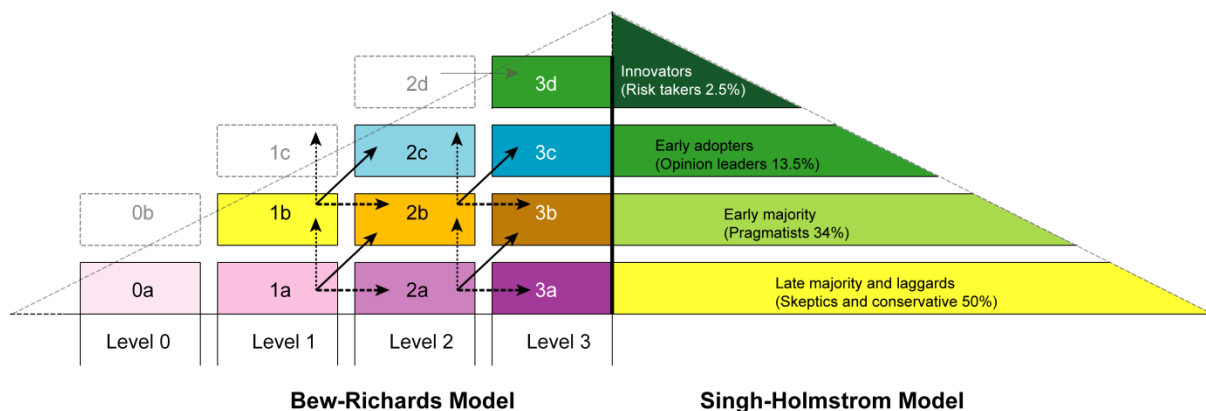 2d
3d
Innovators
(Risk takers 2.5%)
1c
2c
3c
Early adopters
(Opinion leaders 13.5%)
0b
1b
2b
3b
Early majority
(Pragmatists 34%)
0a
1a
2a
3a
Late majority and laggards
(Skeptics and conservative 50%)
Level 0
Level 1
Level 2
Level 3
Bew-Richards Model
Singh-Holmstrom Model